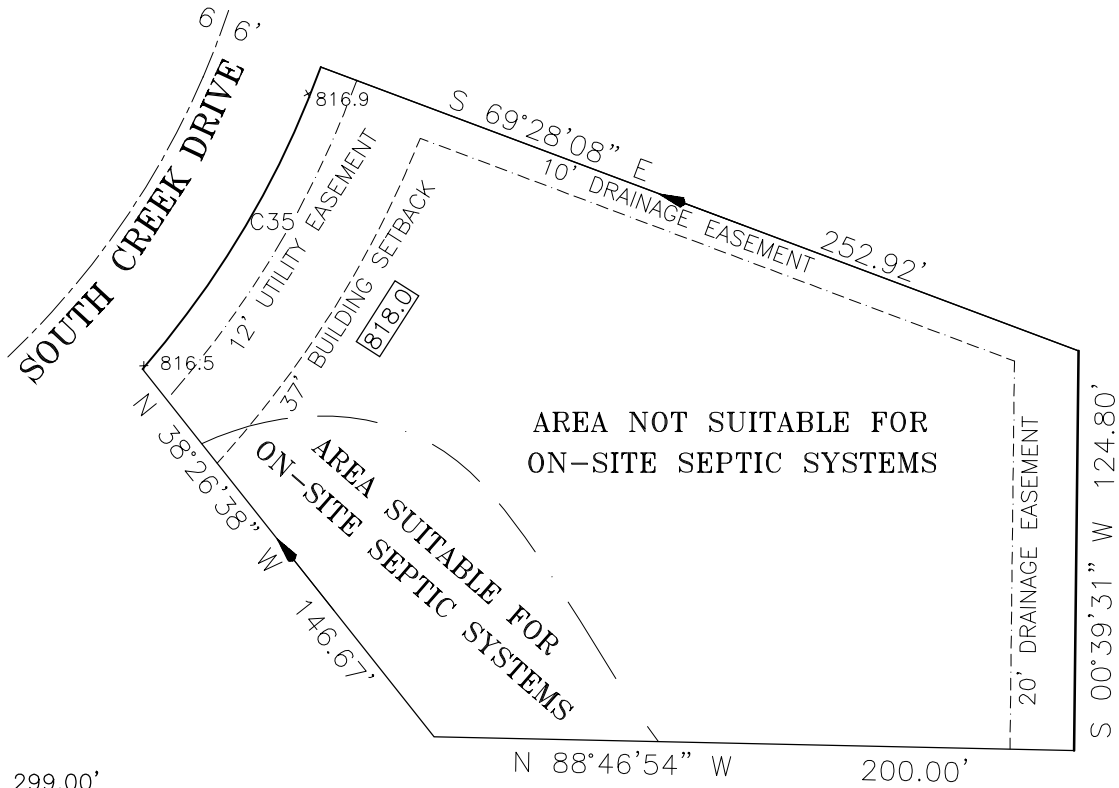 6
6'
SOUTH CREEK DRIVE
816.9
S 69°28'08" E
252.92'
10' DRAINAGE EASEMENT
C35
12' UTILITY EASEMENT
37' BUILDING SETBACK
818.0
816.5
N 38°26'38" W
146.67'
AREA NOT SUITABLE FOR
ON-SITE SEPTIC SYSTEMS
AREA SUITABLE FOR
ON-SITE SEPTIC SYSTEMS
20' DRAINAGE EASEMENT
S 00°39'31" W 124.80'
N 88°46'54" W
200.00'
299.00'